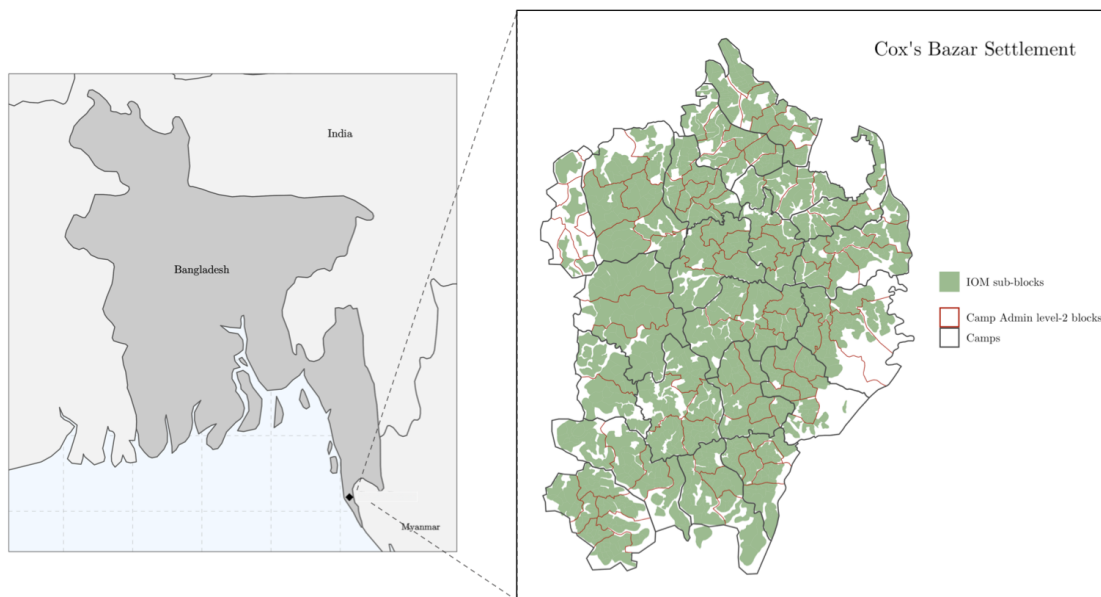 Cox's Bazar Settlement
India
Bangladesh
Myanmar
IOM sub-blocks
Camp Admin level-2 blocks
Camps